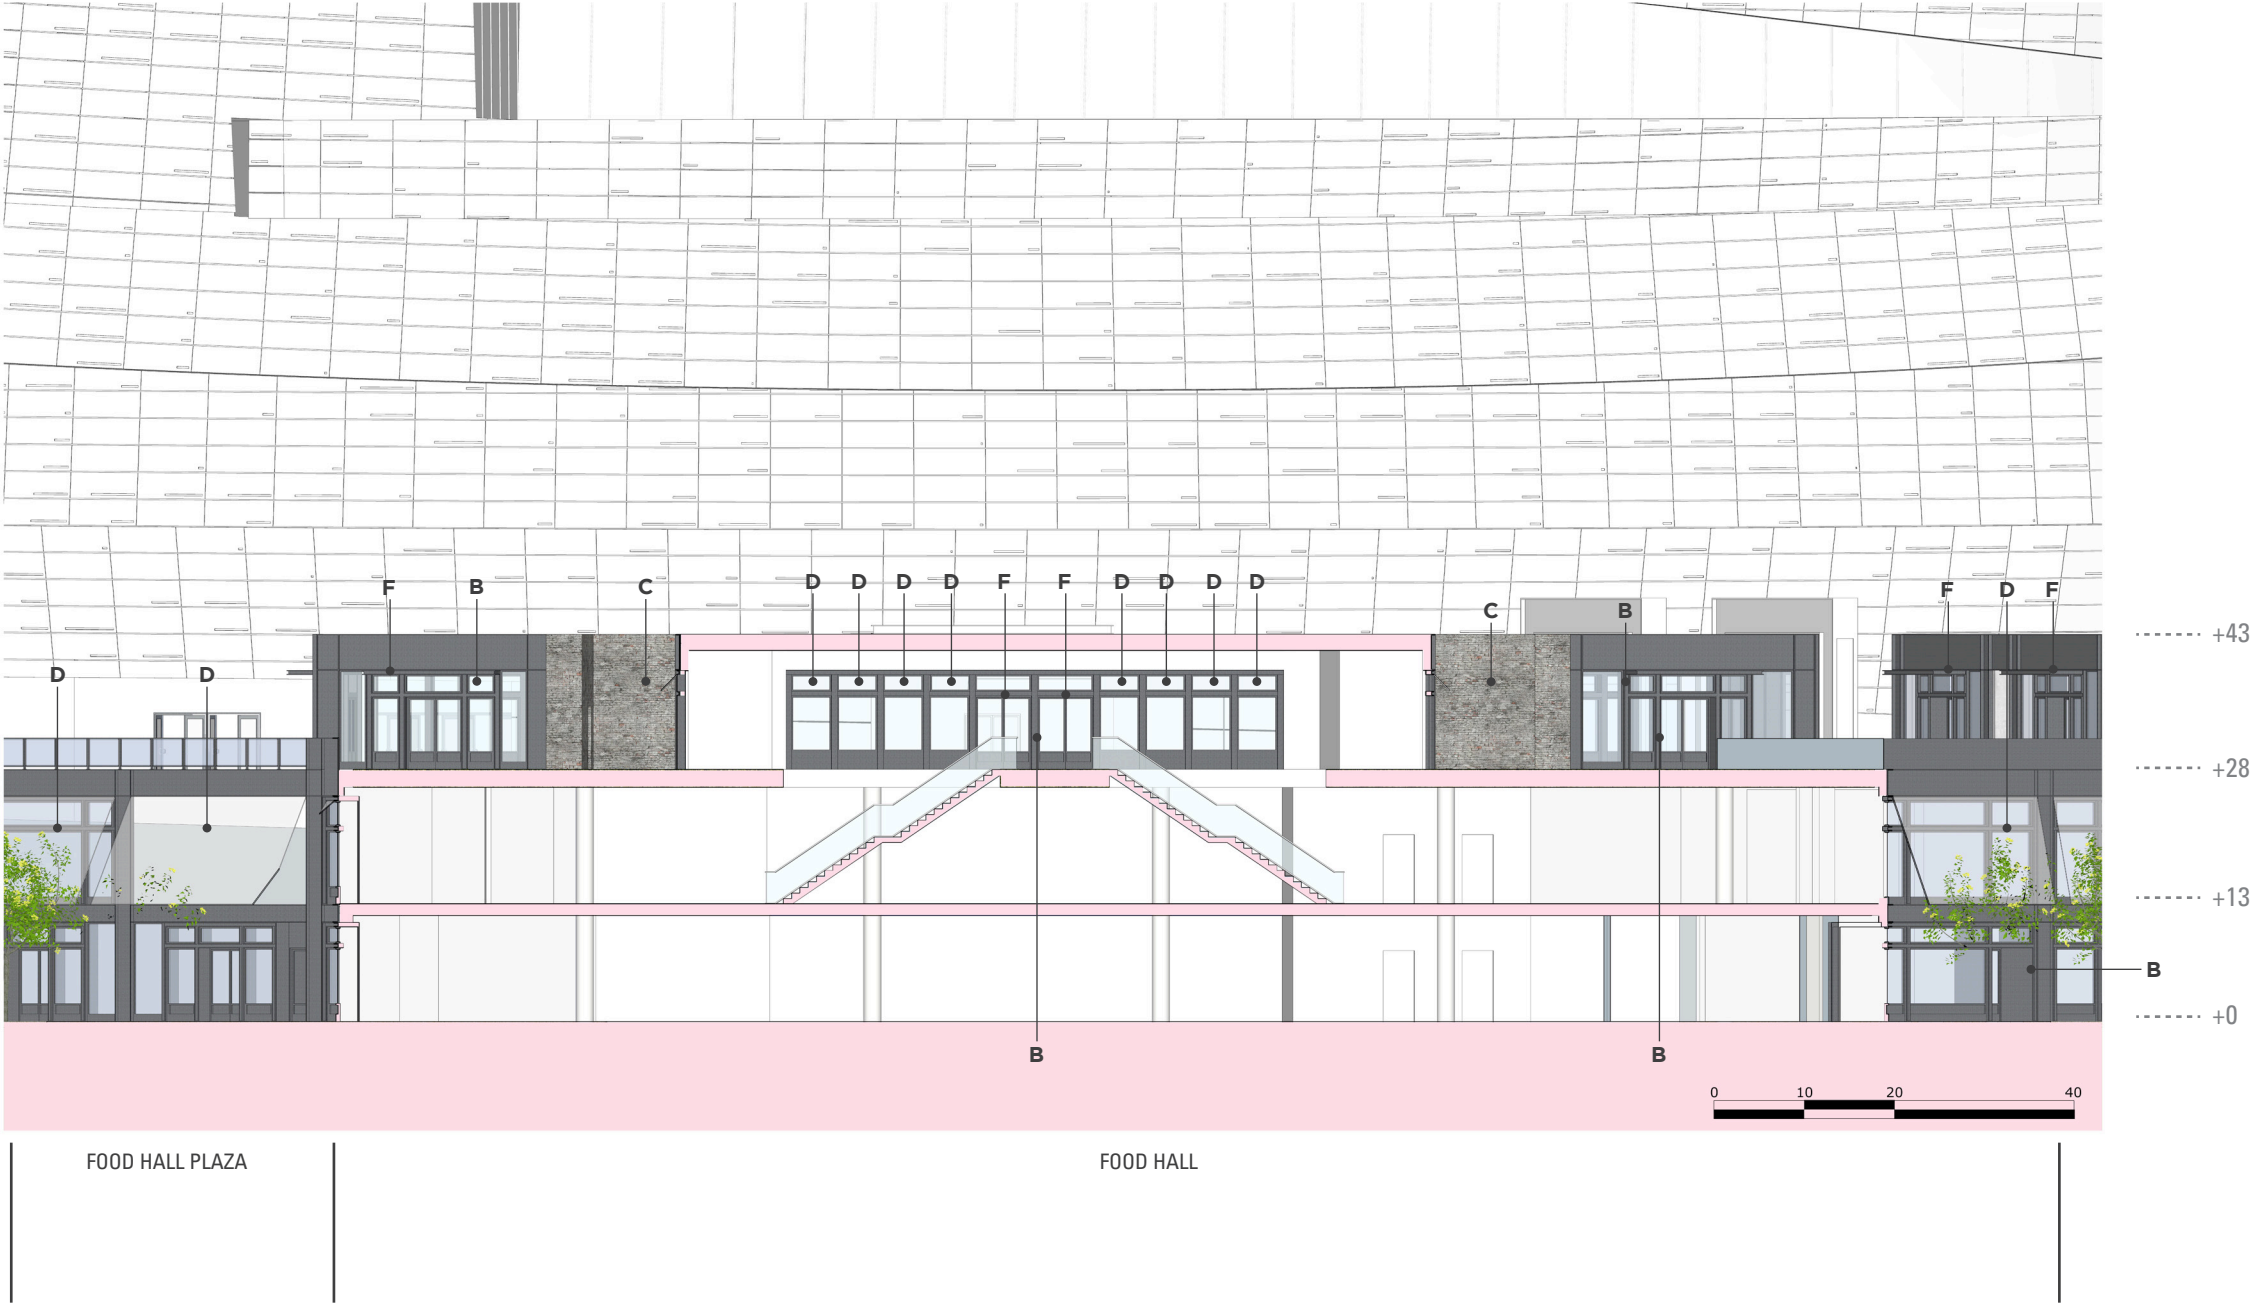 D D D D F F D D D D
F B C
C B
F D F
D D
+43
+28
+13
B
+0
B B
0 10 20 40
FOOD HALL PLAZA
FOOD HALL